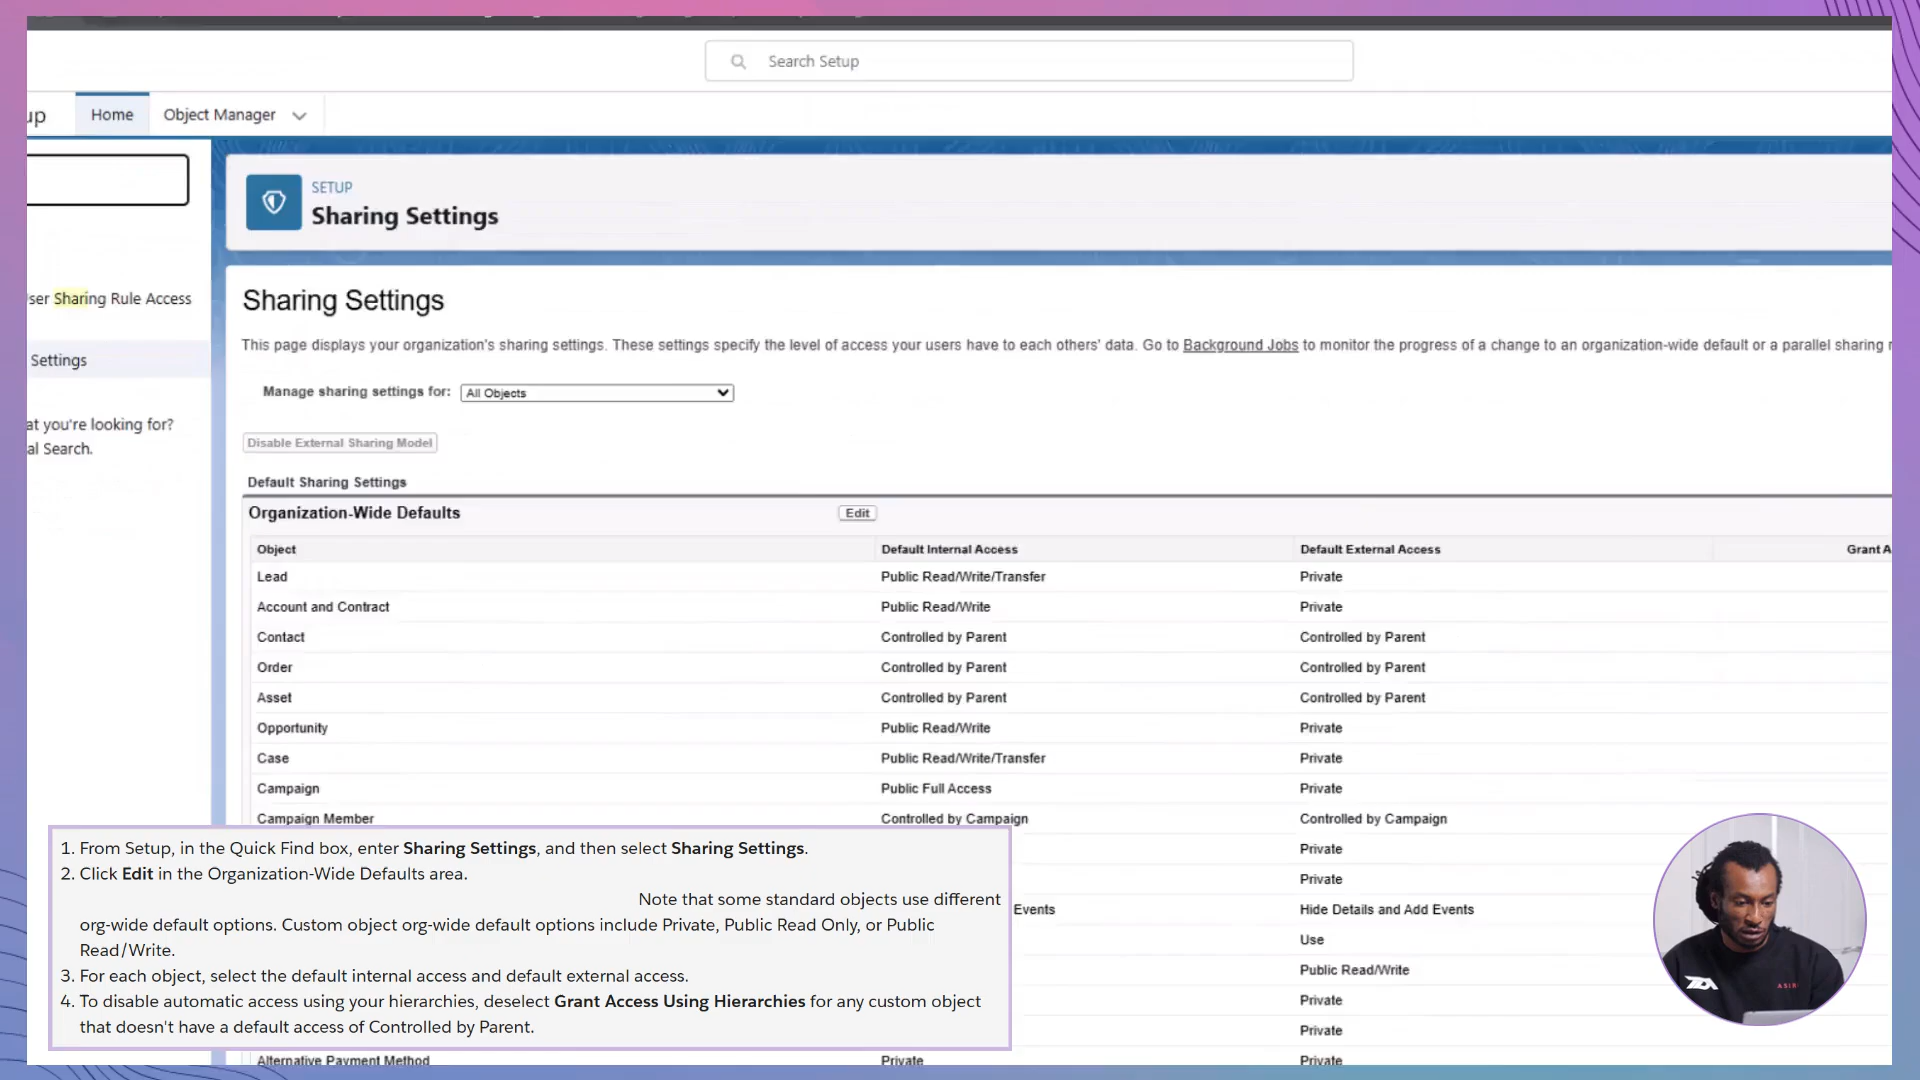 Search Setup
up
Home
Object Manager
SETUP
Sharing Settings
ser Sharing Rule Access
Settings
at you're looking for?
al Search.
Sharing Settings
This page displays your organization's sharing settings. These settings specify the level of access your users have to each others' data. Go to Background Jobs to monitor the progress of a change to an organization-wide default or a parallel sharing r
Manage sharing settings for: All Objects
Disable External Sharing Model
Default Sharing Settings
Organization-Wide Defaults Edit
Object Default Internal Access Default External Access Grant A
Lead Public Read/Write/Transfer Private
Account and Contract Public Read/Write Private
Contact Controlled by Parent Controlled by Parent
Order Controlled by Parent Controlled by Parent
Asset Controlled by Parent Controlled by Parent
Opportunity Public Read/Write Private
Case Public Read/Write/Transfer Private
Campaign Public Full Access Private
Campaign Member Controlled by Campaign Controlled by Campaign
Private
Private
Events Hide Details and Add Events
Use
Public Read/Write
Private
Private
Alternative Payment Method Private Private
1. From Setup, in the Quick Find box, enter Sharing Settings, and then select Sharing Settings.
2. Click Edit in the Organization-Wide Defaults area.
Note that some standard objects use different
org-wide default options. Custom object org-wide default options include Private, Public Read Only, or Public
Read/Write.
3. For each object, select the default internal access and default external access.
4. To disable automatic access using your hierarchies, deselect Grant Access Using Hierarchies for any custom object
that doesn't have a default access of Controlled by Parent.